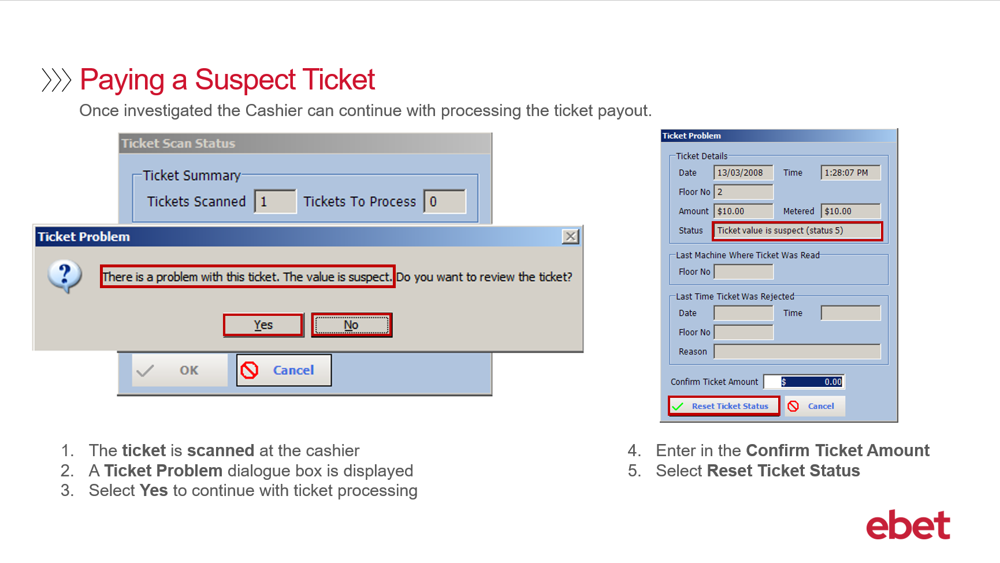 Paying a Suspect Ticket
Once investigated the Cashier can continue with processing the ticket payout.
Ticket Scan Status
Ticket Summary
Tickets Scanned 1 Tickets To Process 0
Ticket Problem
?
There is a problem with this ticket. The value is suspect. Do you want to review the ticket?
Yes No
OK Cancel
1. The ticket is scanned at the cashier
2. A Ticket Problem dialogue box is displayed
3. Select Yes to continue with ticket processing
Ticket Problem
Ticket Details
Date 13/03/2008 Time 1:28:07 PM
Floor No 2
Amount $10.00 Metered $10.00
Status Ticket value is suspect (status 5)
Last Machine Where Ticket Was Read
Floor No
Last Time Ticket Was Rejected
Date Time
Floor No
Reason
Confirm Ticket Amount $ 0.00
Reset Ticket Status Cancel
4. Enter in the Confirm Ticket Amount
5. Select Reset Ticket Status
ebet